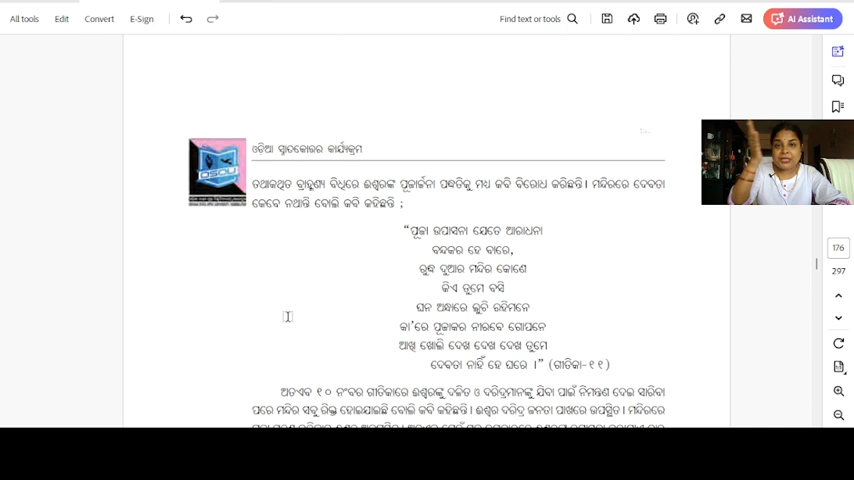 All tools Edit Convert E-Sign Find text or tools AI Assistant
ଓଡ଼ିଆ ସ୍ନାତକୋତ୍ତର କାର୍ଯ୍ୟକ୍ରମ
OSOU
ତଥାକଥିତ ବ୍ରାହ୍ମଣ୍ୟ ବିଧିରେ ଈଶ୍ୱରଙ୍କ ପୂଜାର୍ଚ୍ଚନା ପଦ୍ଧତିକୁ ମଧ୍ୟ କବି ବିରୋଧ କରିଛନ୍ତି । ମନ୍ଦିରରେ ଦେବତା
କେବେ ନଥାନ୍ତି ବୋଲି କବି କହିଛନ୍ତି ;
“ପୂଜା ଉପାସନା ଯେତେ ଆରାଧନା
ବନ୍ଦକର ହେ ବାରେ,
ରୁଦ୍ଧ ଦୁଆର ମନ୍ଦିର କୋଣେ
କିଏ ତୁମେ ବସି
ଘନ ଅନ୍ଧାରେ ଲୁଚି ରହିମନେ
କା'ରେ ପୂଜାକର ନୀରବେ ଗୋପନେ
ଆଖି ଖୋଲି ଦେଖ ଦେଖ ଦେଖ ତୁମେ
ଦେବତା ନାହିଁ ହେ ଘରେ ।” (ଗୀତିକା-୧୧)
176
297
ଅତଏବ ୧୦ ନଂବର ଗୀତିକାରେ ଈଶ୍ୱରଙ୍କୁ ଦଳିତ ଓ ଦରିଦ୍ରମାନଙ୍କୁ ଯିବା ପାଇଁ ନିମନ୍ତଣ ଦେଇ ସାରିବା
ପରେ ମନ୍ଦିର ସବୁ ରିକ୍ତ ହୋଇଯାଇଛି ବୋଲି କବି କହିଛନ୍ତି । ଈଶ୍ୱର ଦରିଦ୍ର ଜନତା ପାଖରେ ଉପସ୍ଥିତ । ମନ୍ଦିରରେ